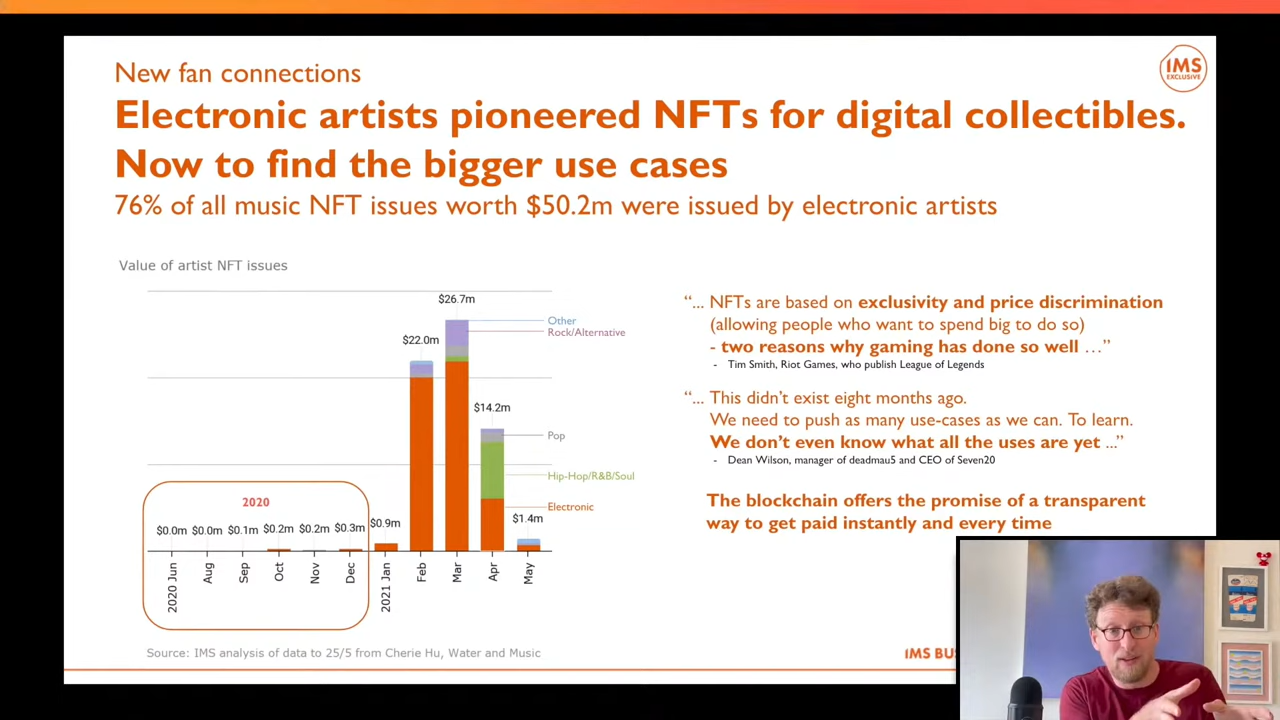 New fan connections
IMS
EXCLUSIVE
Electronic artists pioneered NFTs for digital collectibles.
Now to find the bigger use cases
76% of all music NFT issues worth $50.2m were issued by electronic artists
Value of artist NFT issues
$26.7m
$22.0m
$14.2m
$0.0m $0.0m $0.1m $0.2m $0.2m $0.3m $0.9m
$1.4m
2020
Other
Rock/Alternative
Pop
Hip-Hop/R&B/Soul
Electronic
2020 Jun
Aug
Sep
Oct
Nov
Dec
2021 Jan
Feb
Mar
Apr
May
“... NFTs are based on exclusivity and price discrimination
(allowing people who want to spend big to do so)
- two reasons why gaming has done so well …”
- Tim Smith, Riot Games, who publish League of Legends
“... This didn’t exist eight months ago.
We need to push as many use-cases as we can. To learn.
We don’t even know what all the uses are yet ...”
- Dean Wilson, manager of deadmau5 and CEO of Seven20
The blockchain offers the promise of a transparent
way to get paid instantly and every time
Source: IMS analysis of data to 25/5 from Cherie Hu, Water and Music
IMS BUS